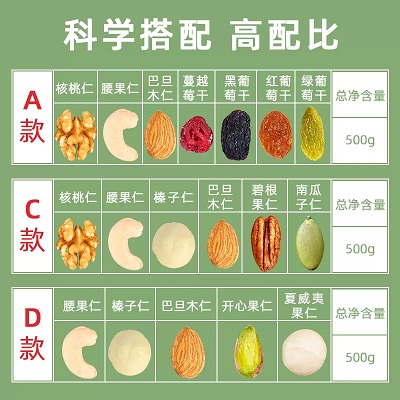 科学搭配 高配比
A款
核桃仁 腰果仁 巴旦木仁 蔓越莓干 黑葡萄干 红葡萄干 绿葡萄干 总净含量
500g
C款
核桃仁 腰果仁 榛子仁 巴旦木仁 碧根果仁 南瓜子仁 总净含量
500g
D款
腰果仁 榛子仁 巴旦木仁 开心果仁 夏威夷果仁 总净含量
500g